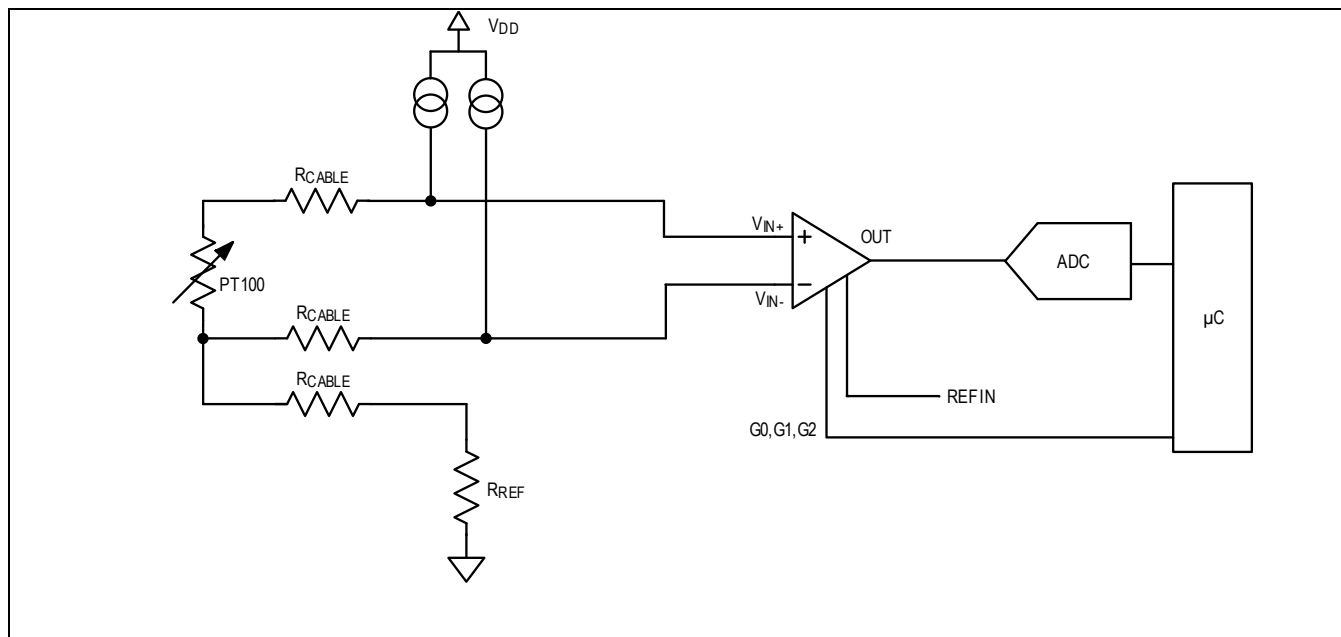 VDD
RCABLE
PT100
RCABLE
RCABLE
RREF
VIN+
+
VIN-
−
OUT
REFIN
G0,G1,G2
ADC
µC